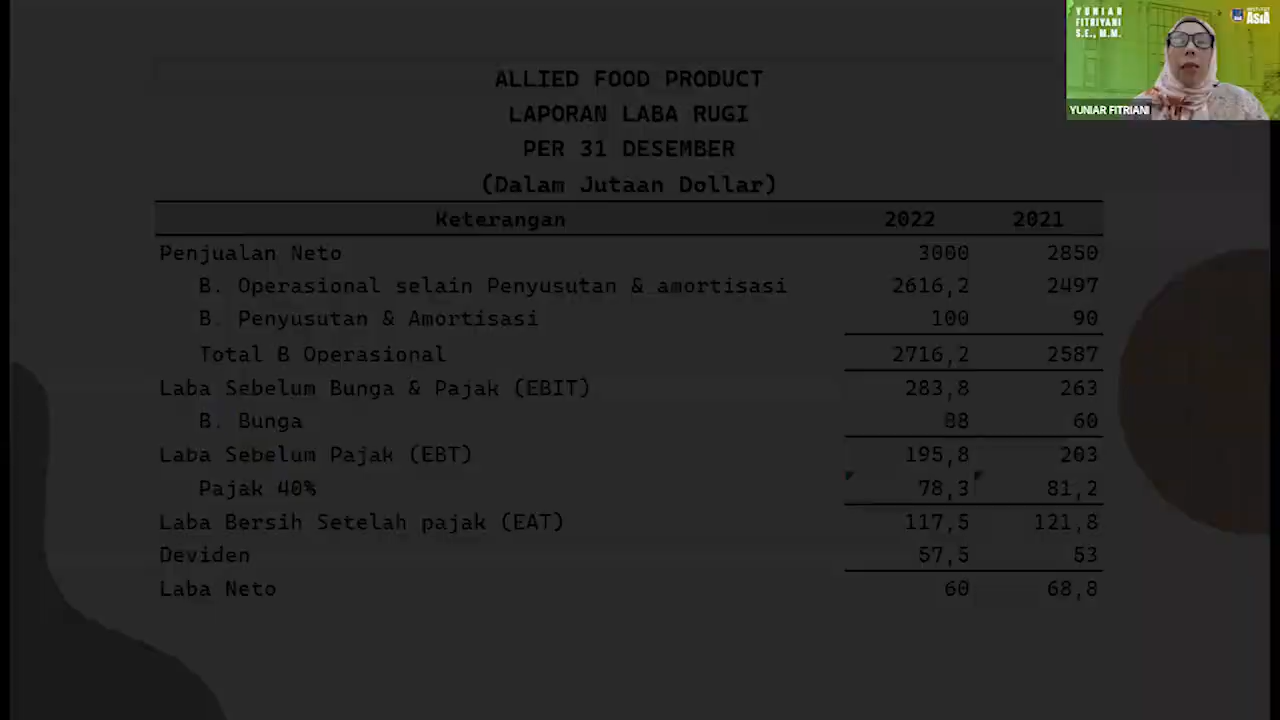 YUNIAR
FITRIYANI
S.E., M.M.
ASIA
YUNIAR FITRIANI
ALLIED FOOD PRODUCT
LAPORAN LABA RUGI
PER 31 DESEMBER
(Dalam Jutaan Dollar)
Keterangan 2022 2021
Penjualan Neto 3000 2850
B. Operasional selain Penyusutan & amortisasi 2616,2 2497
B. Penyusutan & Amortisasi 100 90
Total B Operasional 2716,2 2587
Laba Sebelum Bunga & Pajak (EBIT) 283,8 263
B. Bunga 88 60
Laba Sebelum Pajak (EBT) 195,8 203
Pajak 40% 78,3 81,2
Laba Bersih Setelah pajak (EAT) 117,5 121,8
Deviden 57,5 53
Laba Neto 60 68,8